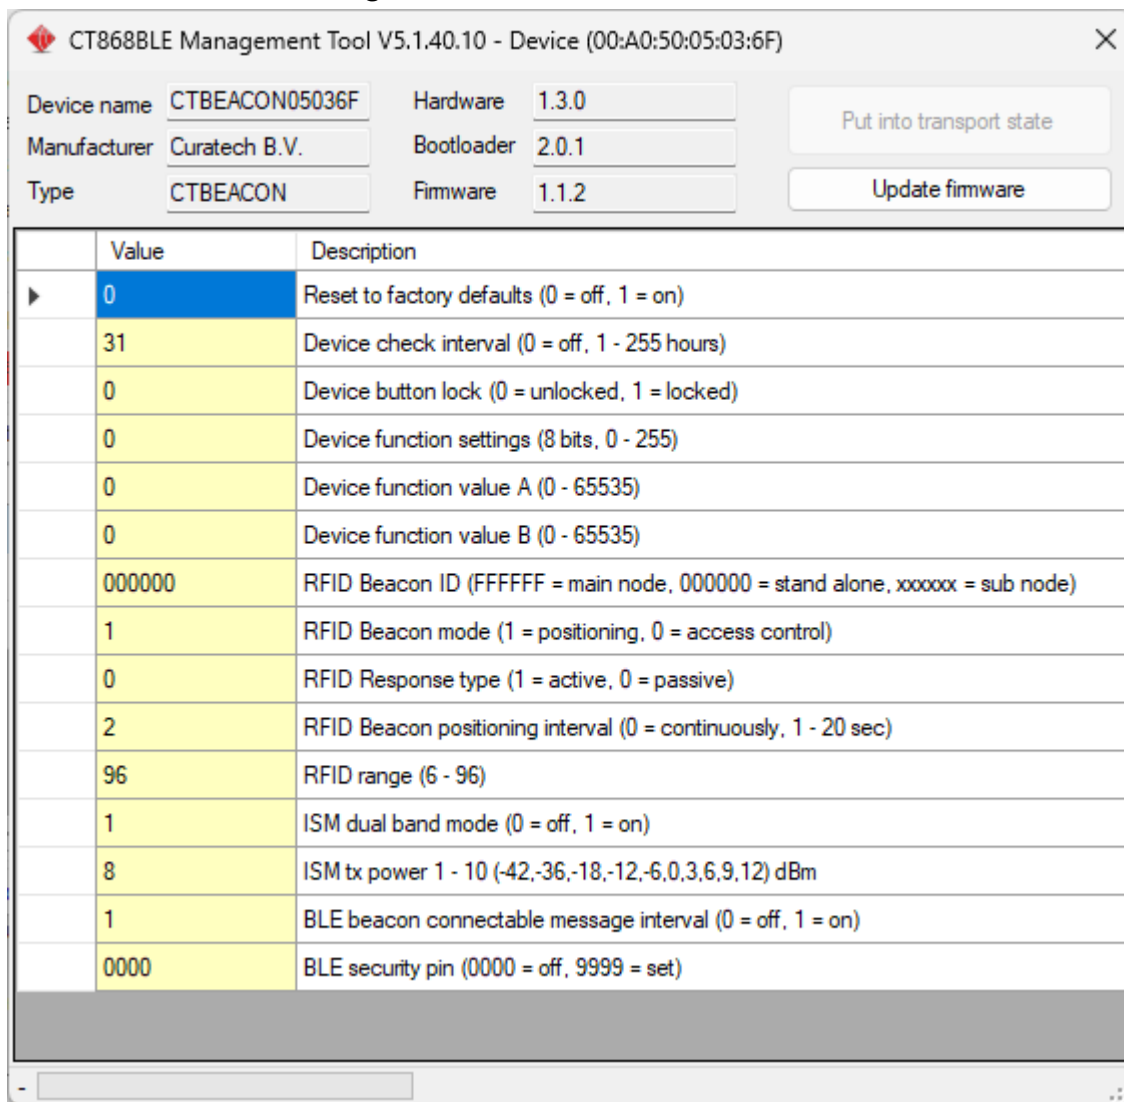 CT868BLE Management Tool V5.1.40.10 - Device (00:A0:50:05:03:6F)
Device name CTBEACON05036F Hardware 1.3.0 Put into transport state
Manufacturer Curatech B.V. Bootloader 2.0.1
Type CTBEACON Firmware 1.1.2 Update firmware
Value Description
0 Reset to factory defaults (0 = off, 1 = on)
31 Device check interval (0 = off, 1 - 255 hours)
0 Device button lock (0 = unlocked, 1 = locked)
0 Device function settings (8 bits, 0 - 255)
0 Device function value A (0 - 65535)
0 Device function value B (0 - 65535)
000000 RFID Beacon ID (FFFFFF = main node, 000000 = stand alone, xxxxxx = sub node)
1 RFID Beacon mode (1 = positioning, 0 = access control)
0 RFID Response type (1 = active, 0 = passive)
2 RFID Beacon positioning interval (0 = continuously, 1 - 20 sec)
96 RFID range (6 - 96)
1 ISM dual band mode (0 = off, 1 = on)
8 ISM tx power 1 - 10 (-42,-36,-18,-12,-6,0,3,6,9,12) dBm
1 BLE beacon connectable message interval (0 = off, 1 = on)
0000 BLE security pin (0000 = off, 9999 = set)
-